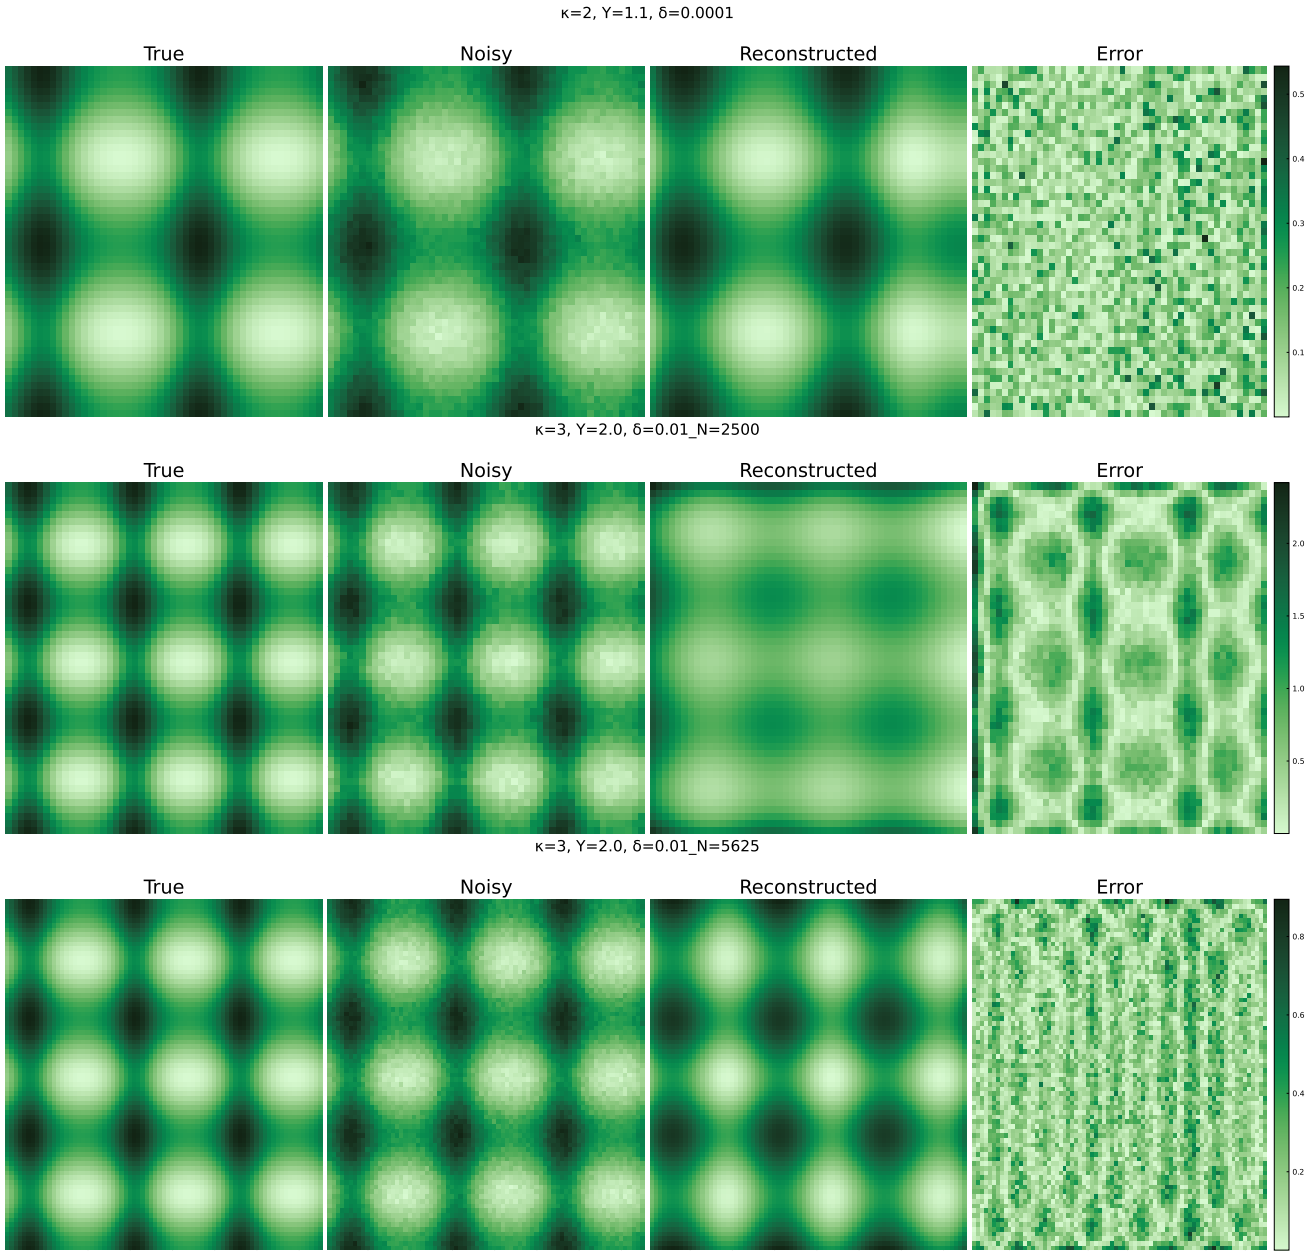 κ=2, Υ=1.1, δ=0.0001
True Noisy Reconstructed Error
0.5
0.4
0.3
0.2
0.1
κ=3, Υ=2.0, δ=0.01_N=2500
True Noisy Reconstructed Error
2.0
1.5
1.0
0.5
κ=3, Υ=2.0, δ=0.01_N=5625
True Noisy Reconstructed Error
0.8
0.6
0.4
0.2